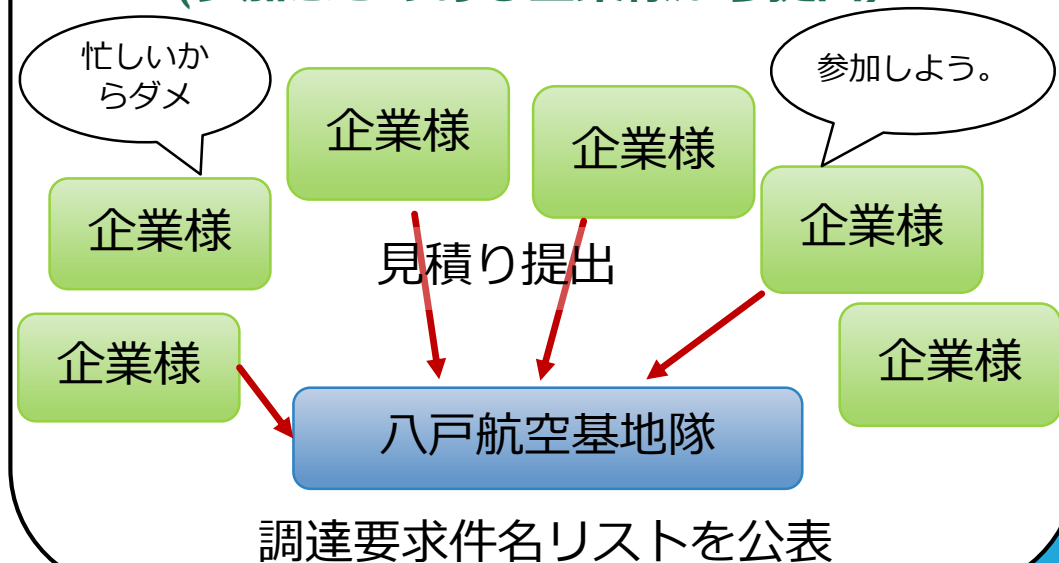 忙しいか
らダメ
参加しよう。
企業様
企業様
企業様
企業様
見積り提出
企業様
企業様
八戸航空基地隊
調達要求件名リストを公表